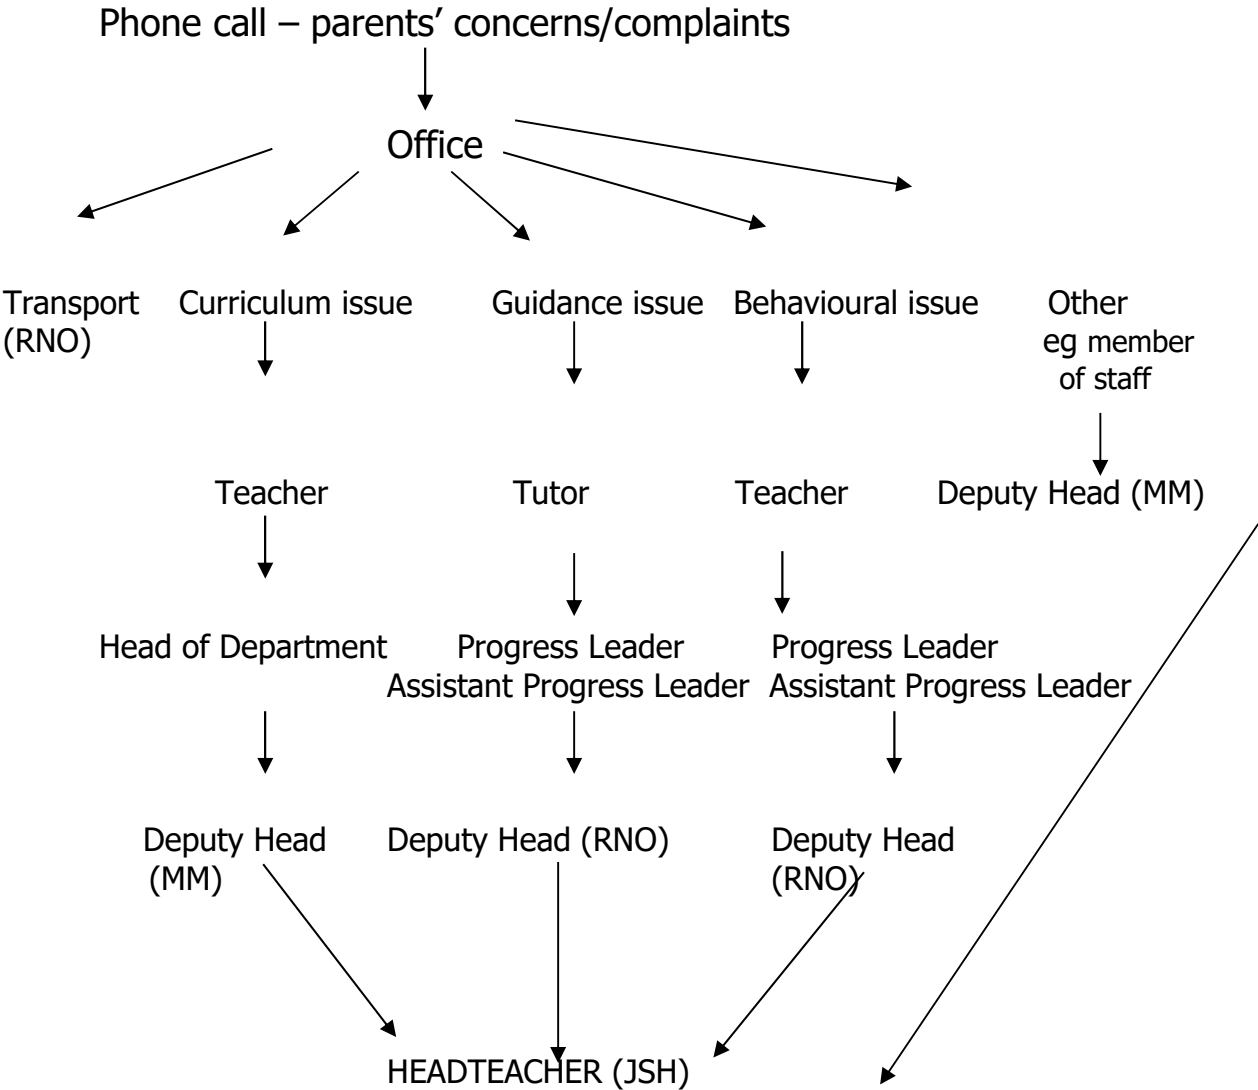 Phone call – parents’ concerns/complaints
Office
Transport
(RNO)
Curriculum issue
Guidance issue
Behavioural issue
Other
eg member
of staff
Teacher
Tutor
Teacher
Deputy Head (MM)
Head of Department
Progress Leader
Assistant Progress Leader
Progress Leader
Assistant Progress Leader
Deputy Head
(MM)
Deputy Head (RNO)
Deputy Head
(RNO)
HEADTEACHER (JSH)